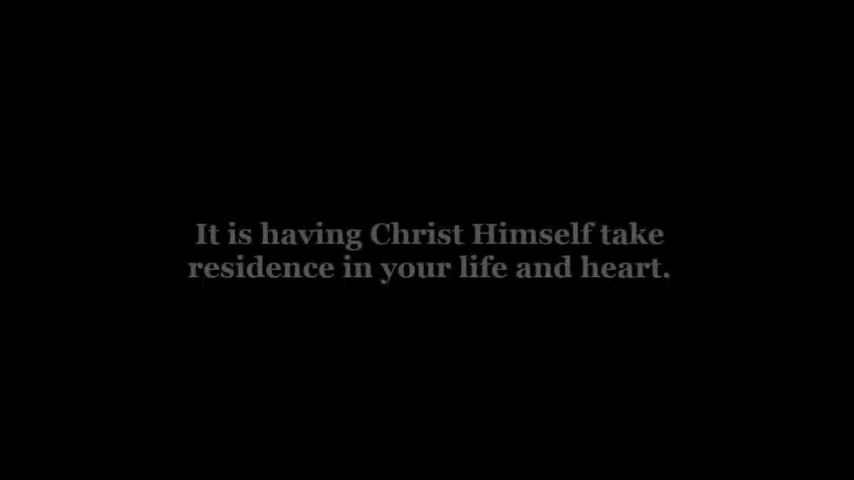 It is having Christ Himself take
residence in your life and heart.